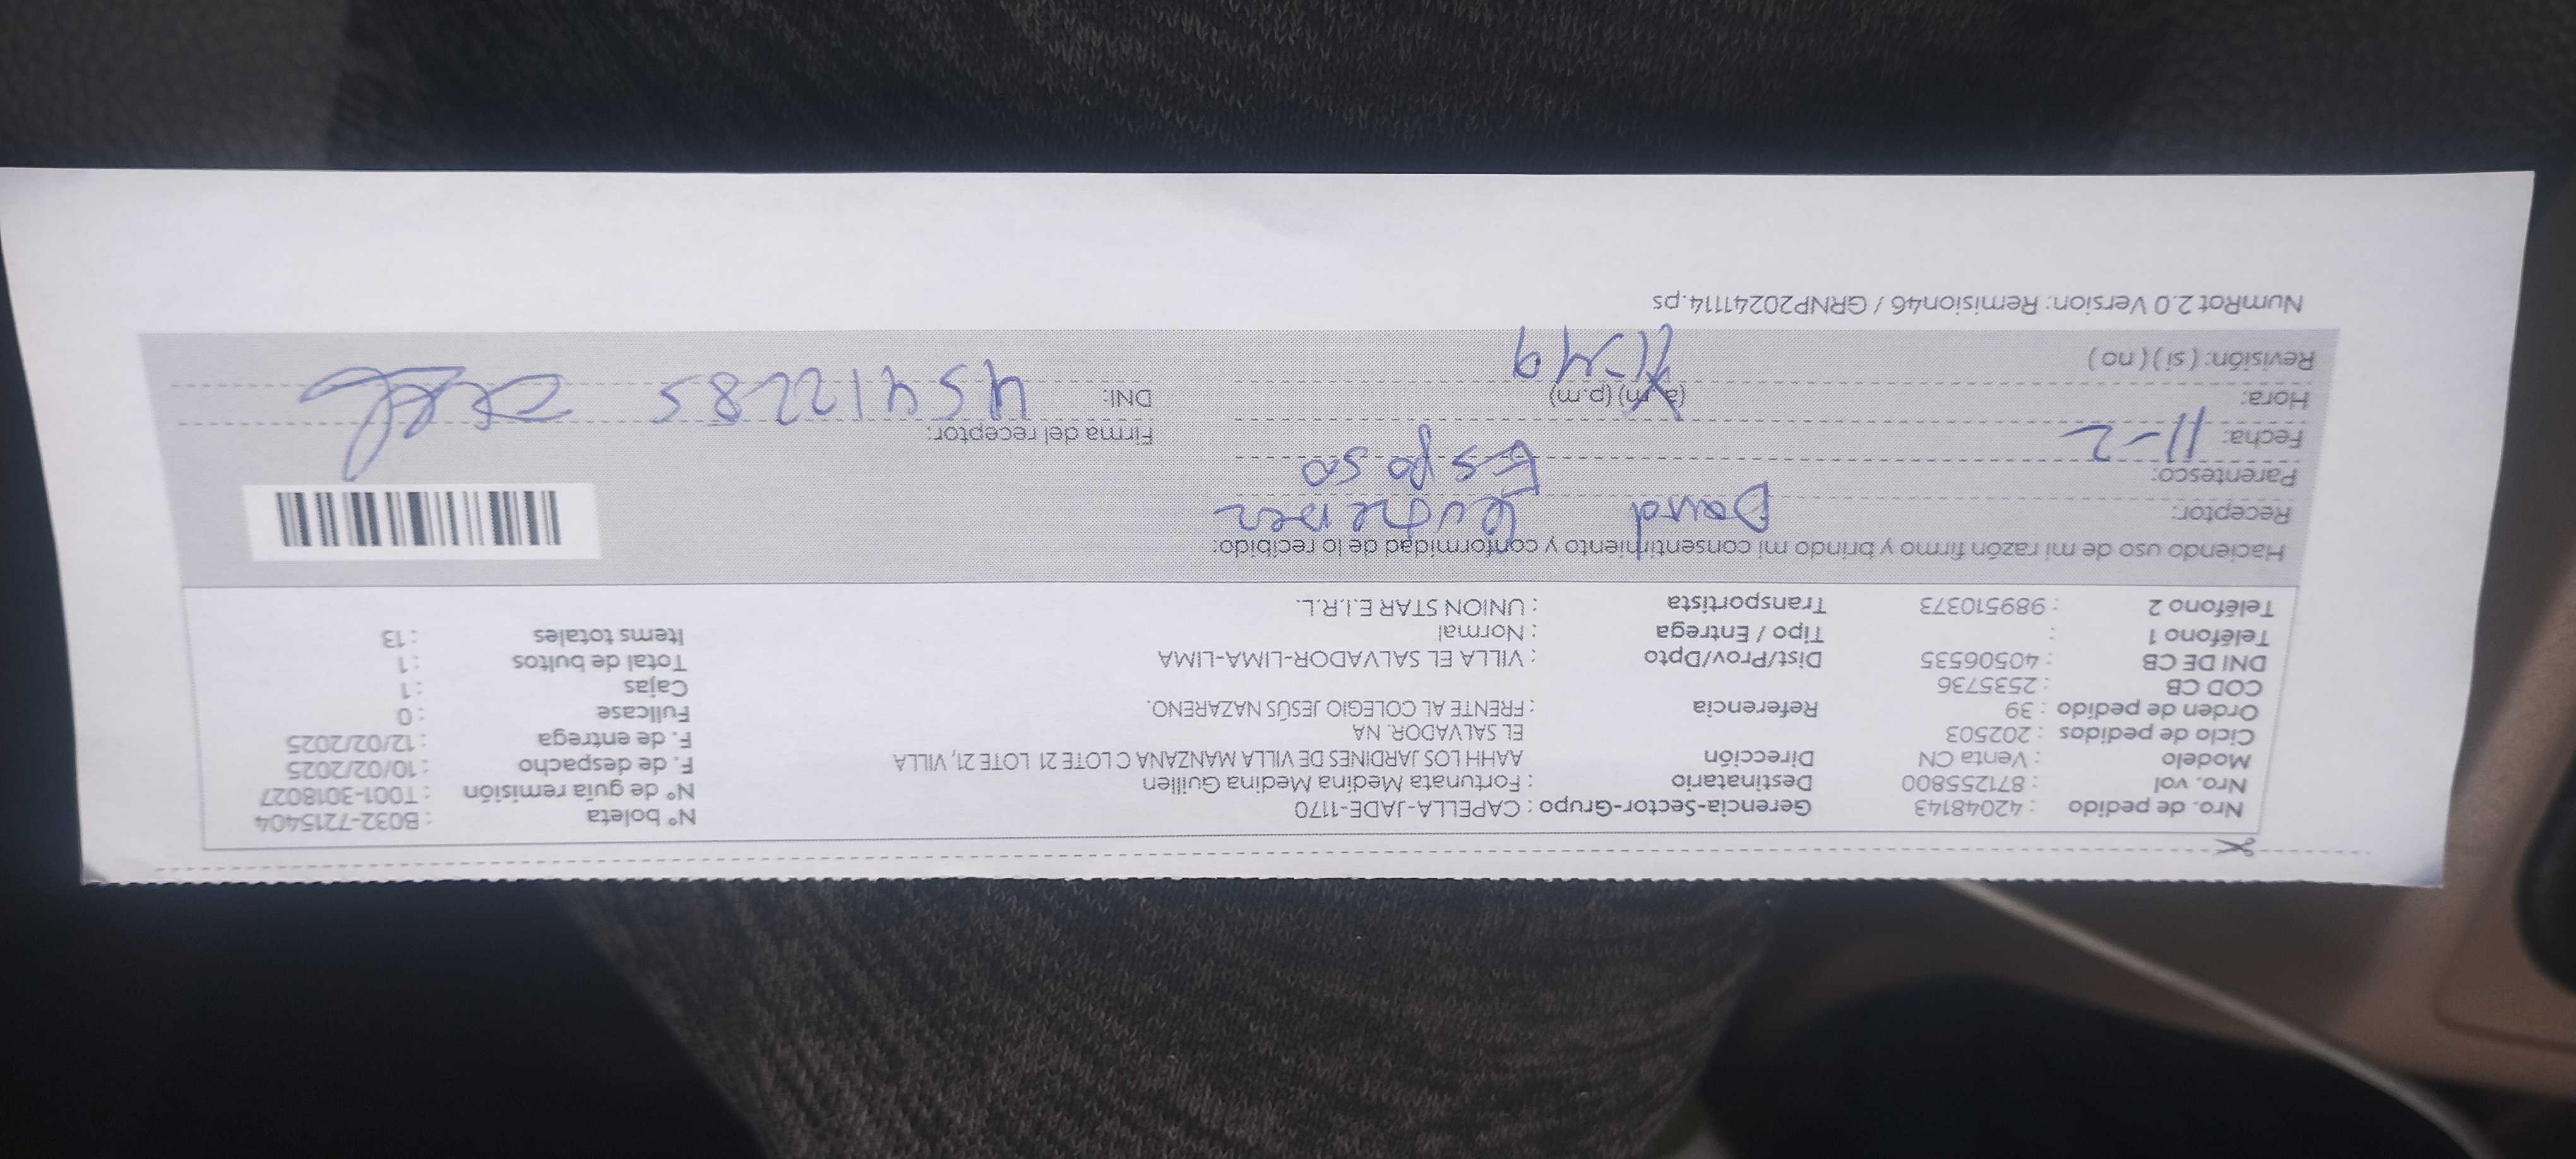 Nro. de pedido : 42048143 Gerencia-Sector-Grupo : CAPELLA-JADE-1170 N° boleta : B032-7215404
Nro. vol : 871255800 Destinatario : Fortunata Medina Medina Guillen N° de guía remisión : T001-3018027
Modelo : Venta CN Dirección AAHH LOS JARDINES DE VILLA MANZANA C LOTE 21 LOTE 21, VILLA F. de despacho : 10/02/2025
Ciclo de pedidos : 202503 EL SALVADOR. NA F. de entrega : 12/02/2025
Orden de pedido : 39 Referencia : FRENTE AL COLEGIO JESÚS NAZARENO. Fullcase : 0
COD CB : 2535736 Cajas : 1
DNI DE CB : 40506535 Dist/Prov/Dpto : VILLA EL SALVADOR-LIMA-LIMA Total de bultos : 1
Teléfono 1 : Tipo / Entrega : Normal Items totales : 13
Teléfono 2 : 989510373 Transportista : UNION STAR E.I.R.L.
Haciendo uso de mi razón firmo y brindo mi consentimiento y conformidad de lo recibido:
Receptor: David
Parentesco: Esposo
Fecha: 11-2 Firma del receptor:
Hora: 11-49 (a.m) (p.m) DNI: 45412285
Revisión: ( si ) ( no )
NumRot 2.0 Version: Remision46 / GRNP20241114.ps